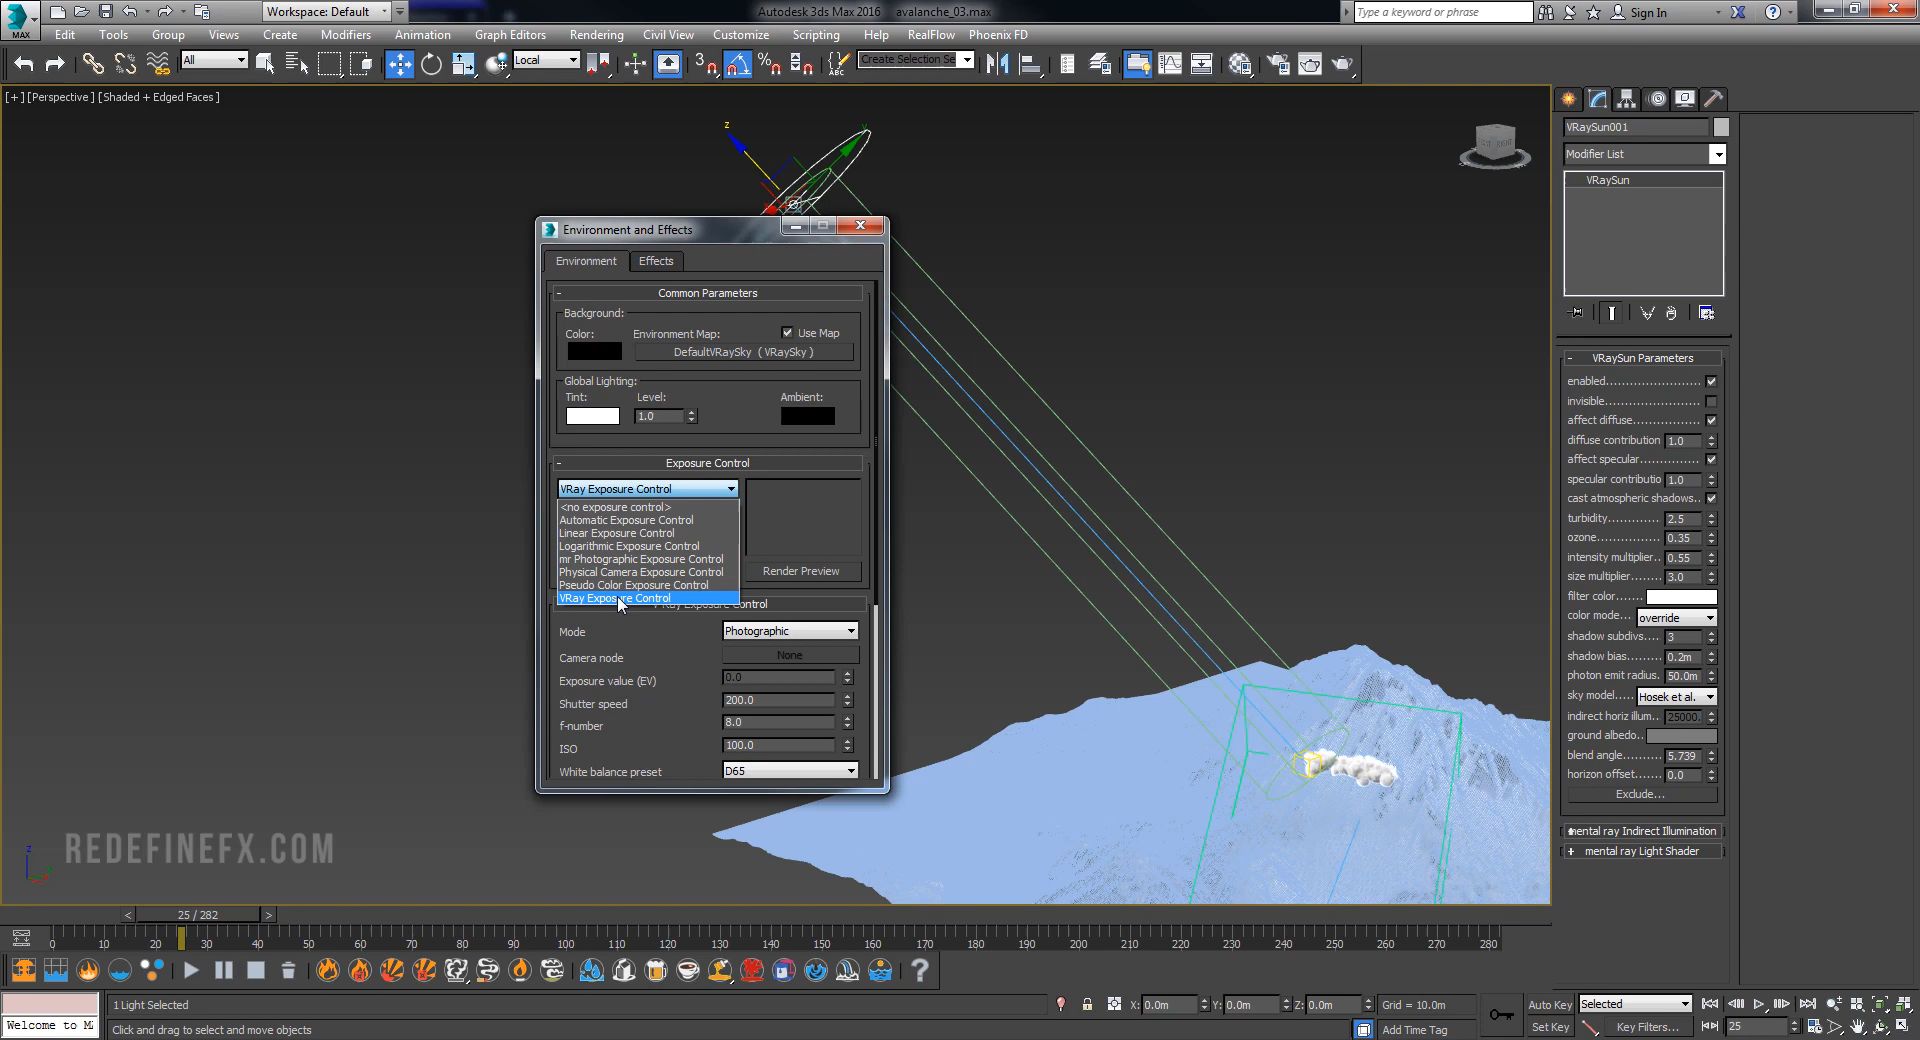 Workspace: Default
Autodesk 3ds Max 2016 avalanche_03.max
Type a keyword or phrase
Sign In
MAX
Edit Tools Group Views Create Modifiers Animation Graph Editors Rendering Civil View Customize Scripting Help RealFlow Phoenix FD
All
Local
3
ABC
Create Selection Se
[+] [Perspective ] [Shaded + Edged Faces ]
z
y
VRaySun001
Modifier List
VRaySun
Environment and Effects
Environment Effects
- Common Parameters
Background:
Color: Environment Map: Use Map
DefaultVRaySky ( VRaySky )
Global Lighting:
Tint: Level: Ambient:
1.0
- Exposure Control
VRay Exposure Control
<no exposure control>
Automatic Exposure Control
Linear Exposure Control
Logarithmic Exposure Control
mr Photographic Exposure Control
Physical Camera Exposure Control
Pseudo Color Exposure Control
VRay Exposure Control
Render Preview
V-Ray Exposure Control
Mode Photographic
Camera node None
Exposure value (EV) 0.0
Shutter speed 200.0
f-number 8.0
ISO 100.0
White balance preset D65
- VRaySun Parameters
enabled
invisible
affect diffuse
diffuse contribution 1.0
affect specular
specular contributio 1.0
cast atmospheric shadows..
turbidity 2.5
ozone 0.35
intensity multiplier.. 0.55
size multiplier 3.0
filter color
color mode... override
shadow subdivs.. 3
shadow bias 0.2m
photon emit radius. 50.0m
sky model Hosek et al.
indirect horiz illum.. 25000.
ground albedo
blend angle 5.739
horizon offset 0.0
Exclude...
mental ray Indirect Illumination
+ mental ray Light Shader
REDEFINEFX.COM
z
< 25 / 282 >
0 10 20 30 40 50 60 70 80 90 100 110 120 130 140 150 160 170 180 190 200 210 220 230 240 250 260 270 280
?
1 Light Selected
X: 0.0m Y: 0.0m Z: 0.0m Grid = 10.0m
Auto Key Selected
Welcome to M
Click and drag to select and move objects
Add Time Tag
Set Key Key Filters... 25